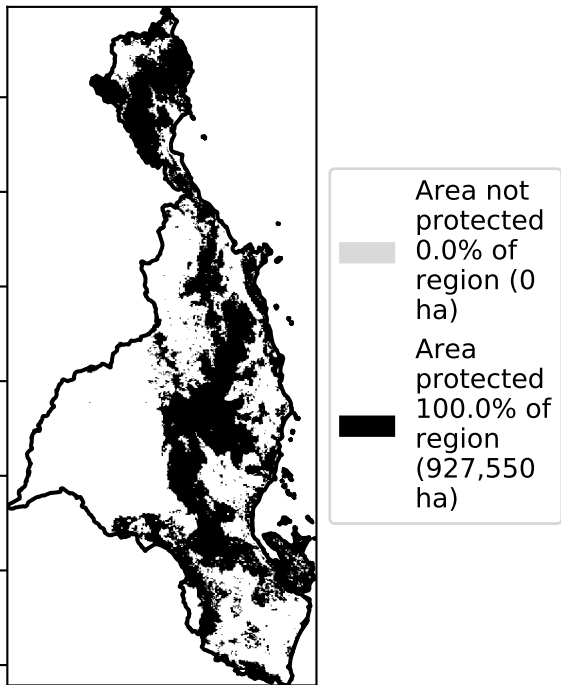 Area not
protected
0.0% of
region (0
ha)
Area
protected
100.0% of
region
(927,550
ha)